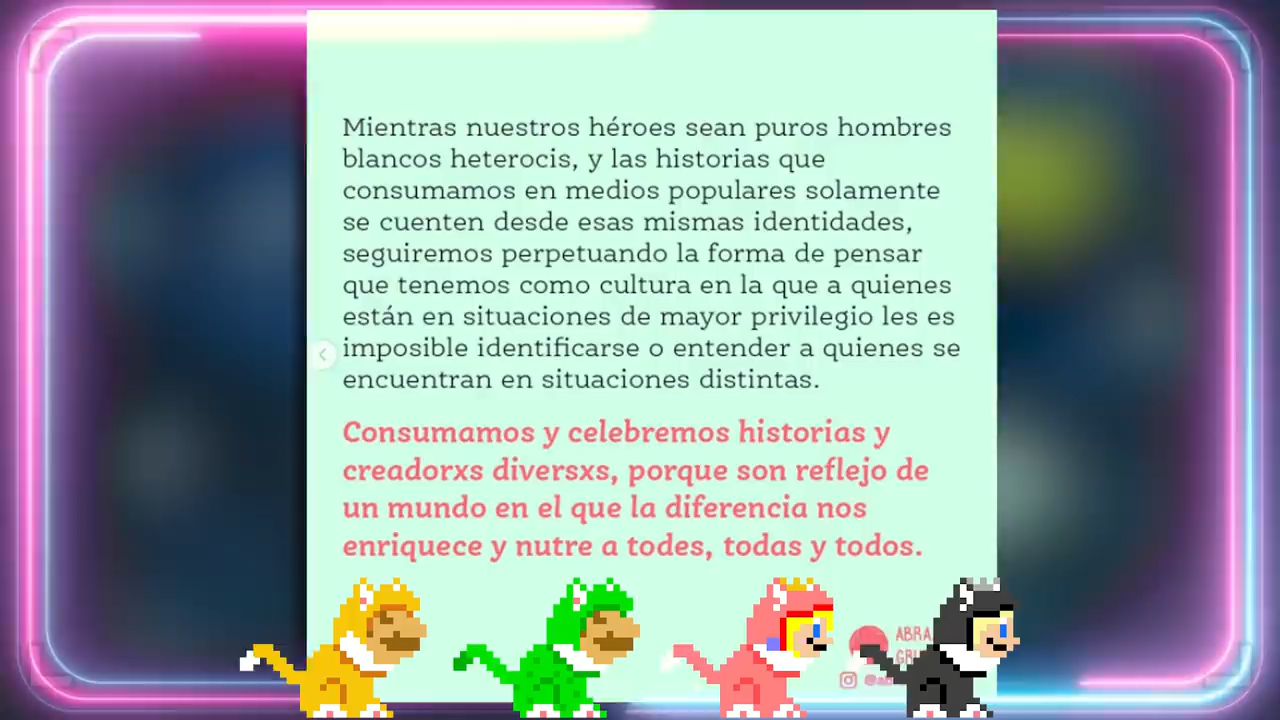 Mientras nuestros héroes sean puros hombres
blancos heterocis, y las historias que
consumamos en medios populares solamente
se cuenten desde esas mismas identidades,
seguiremos perpetuando la forma de pensar
que tenemos como cultura en la que a quienes
están en situaciones de mayor privilegio les es
imposible identificarse o entender a quienes se
encuentran en situaciones distintas.
Consumamos y celebremos historias y
creadorxs diversxs, porque son reflejo de
un mundo en el que la diferencia nos
enriquece y nutre a todes, todas y todos.